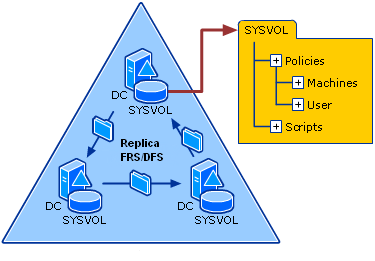 SYSVOL
Policies
Machines
User
Scripts
DC
SYSVOL
Replica
FRS/DFS
DC
SYSVOL
DC
SYSVOL